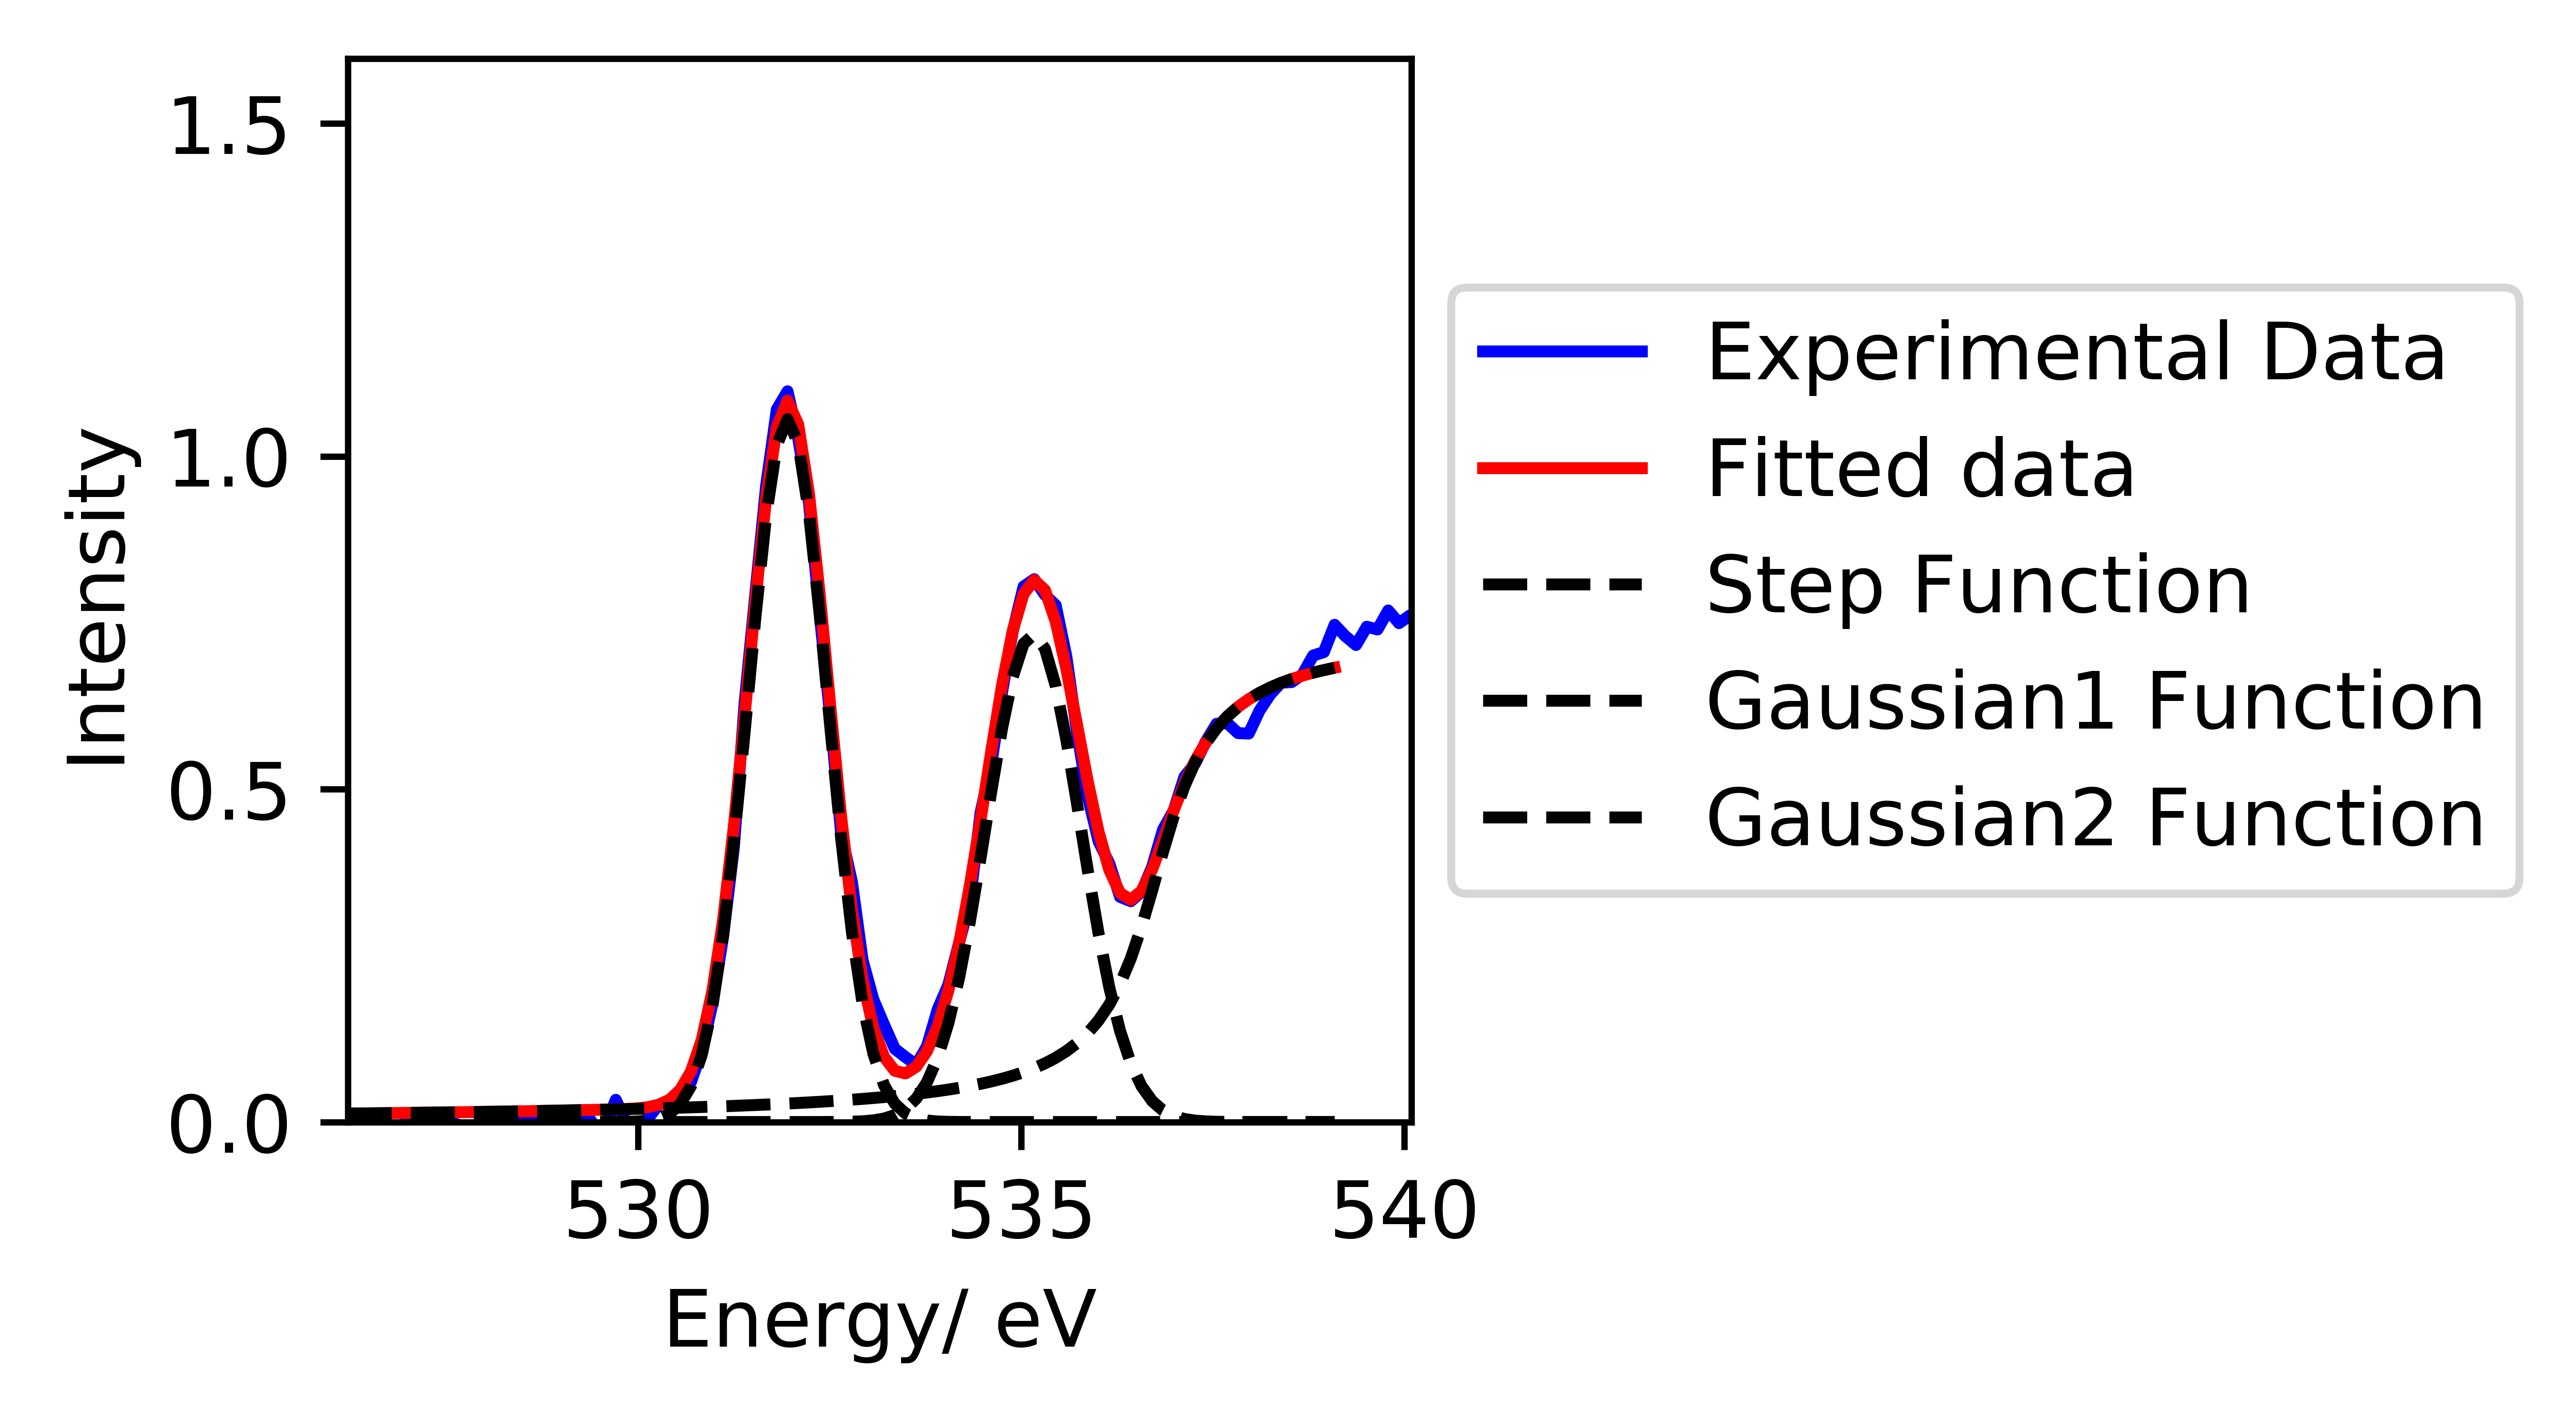 1.5
1.0
0.5
0.0
Intensity
530 535 540
Energy/ eV
Experimental Data
Fitted data
Step Function
Gaussian1 Function
Gaussian2 Function